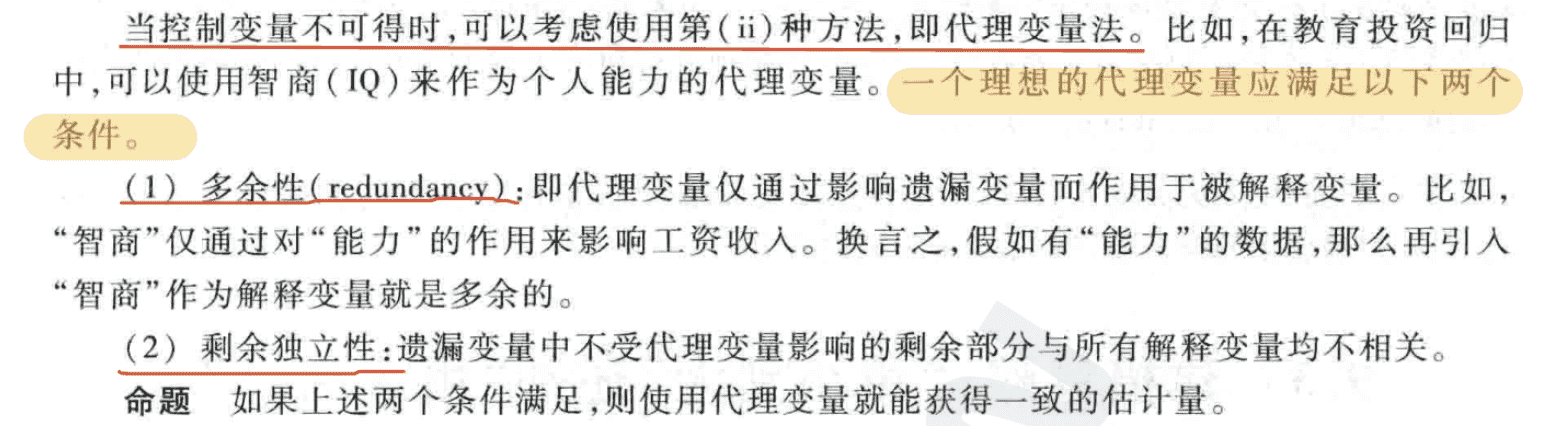 当控制变量不可得时,可以考虑使用第(ii)种方法,即代理变量法。比如,在教育投资回归
中,可以使用智商(IQ)来作为个人能力的代理变量。一个理想的代理变量应满足以下两个
条件。
(1) 多余性(redundancy):即代理变量仅通过影响遗漏变量而作用于被解释变量。比如,
“智商”仅通过对“能力”的作用来影响工资收入。换言之,假如有“能力”的数据,那么再引入
“智商”作为解释变量就是多余的。
(2) 剩余独立性:遗漏变量中不受代理变量影响的剩余部分与所有解释变量均不相关。
命题 如果上述两个条件满足,则使用代理变量就能获得一致的估计量。